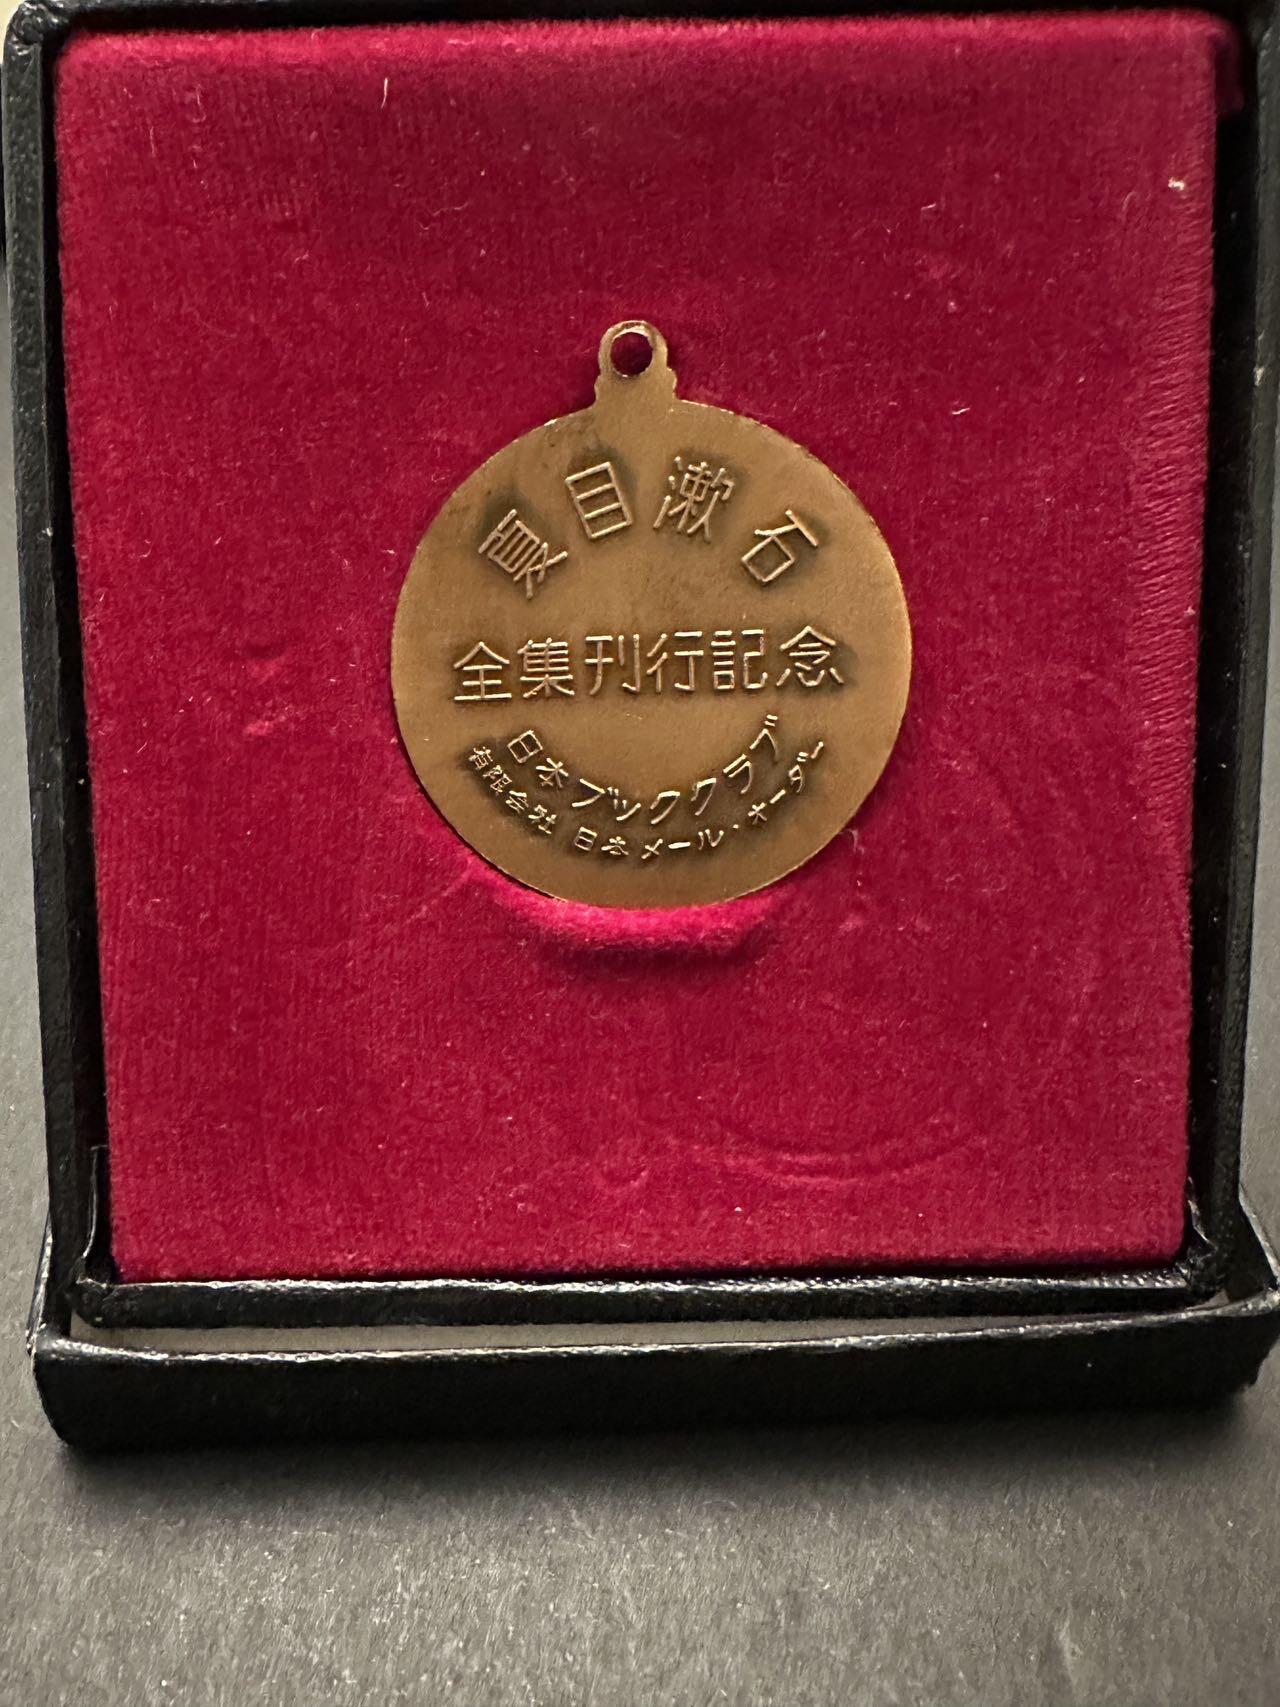 夏目漱石
全集刊行記念
日本ブッククラブ
有限会社 日本メール・オーダー